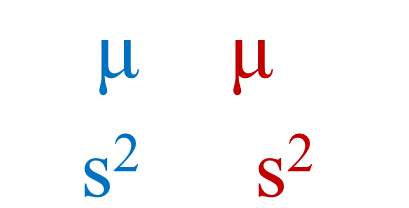 μ μ
s² s²